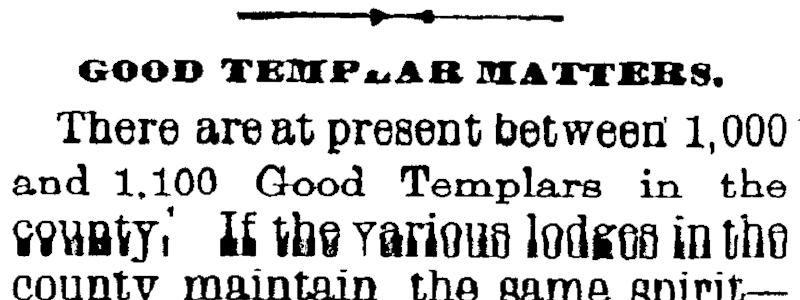 GOOD TEMPLAR MATTERS.
There are at present between 1,000
and 1,100 Good Templars in the
county. If the various lodges in the
county maintain the same spirit—